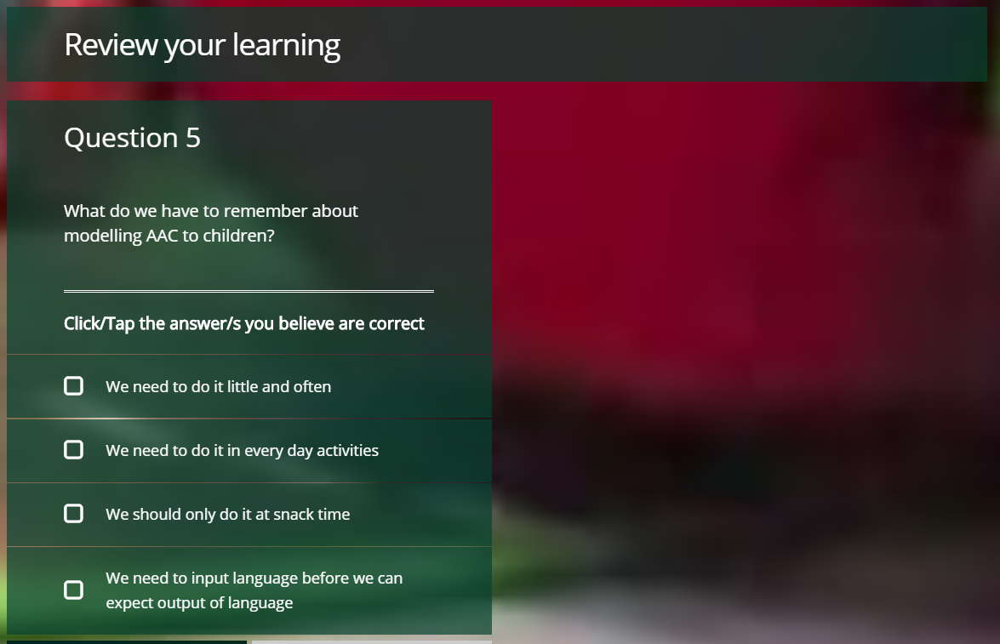 Review your learning
Question 5
What do we have to remember about
modelling AAC to children?
Click/Tap the answer/s you believe are correct
We need to do it little and often
We need to do it in every day activities
We should only do it at snack time
We need to input language before we can
expect output of language